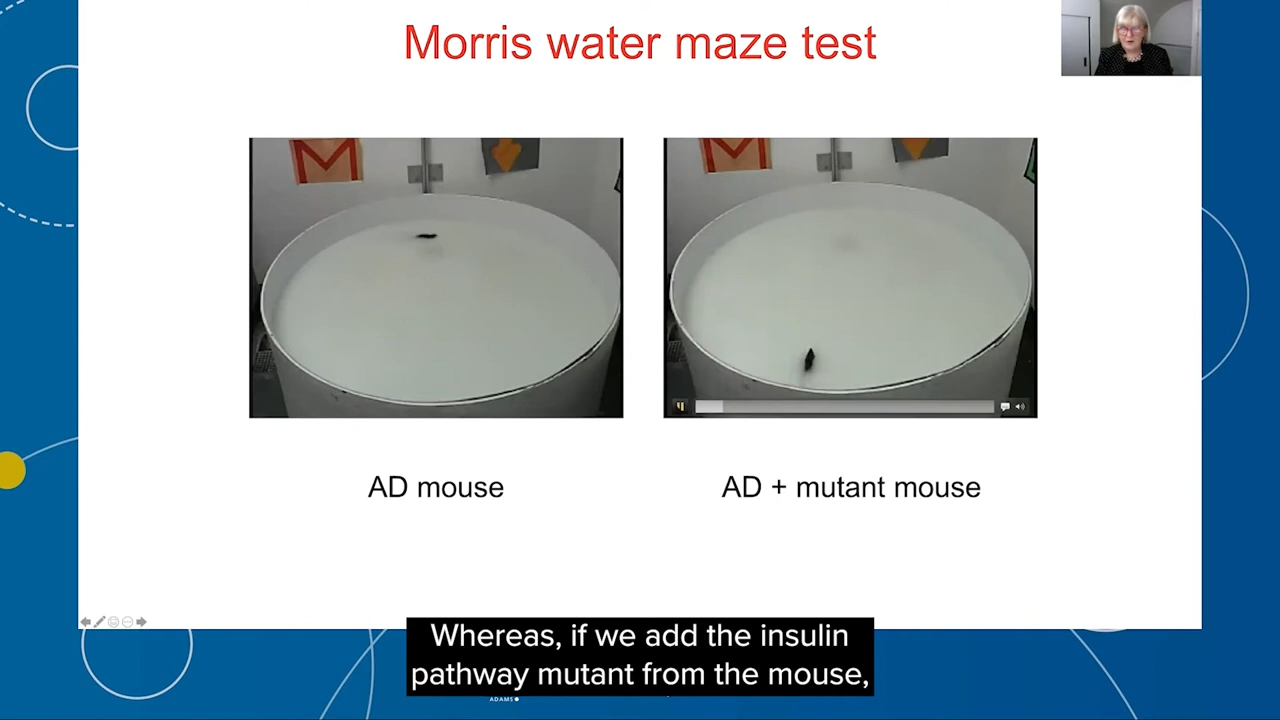 Morris water maze test
M
AD mouse
AD + mutant mouse
Whereas, if we add the insulin
pathway mutant from the mouse,
ADAMS